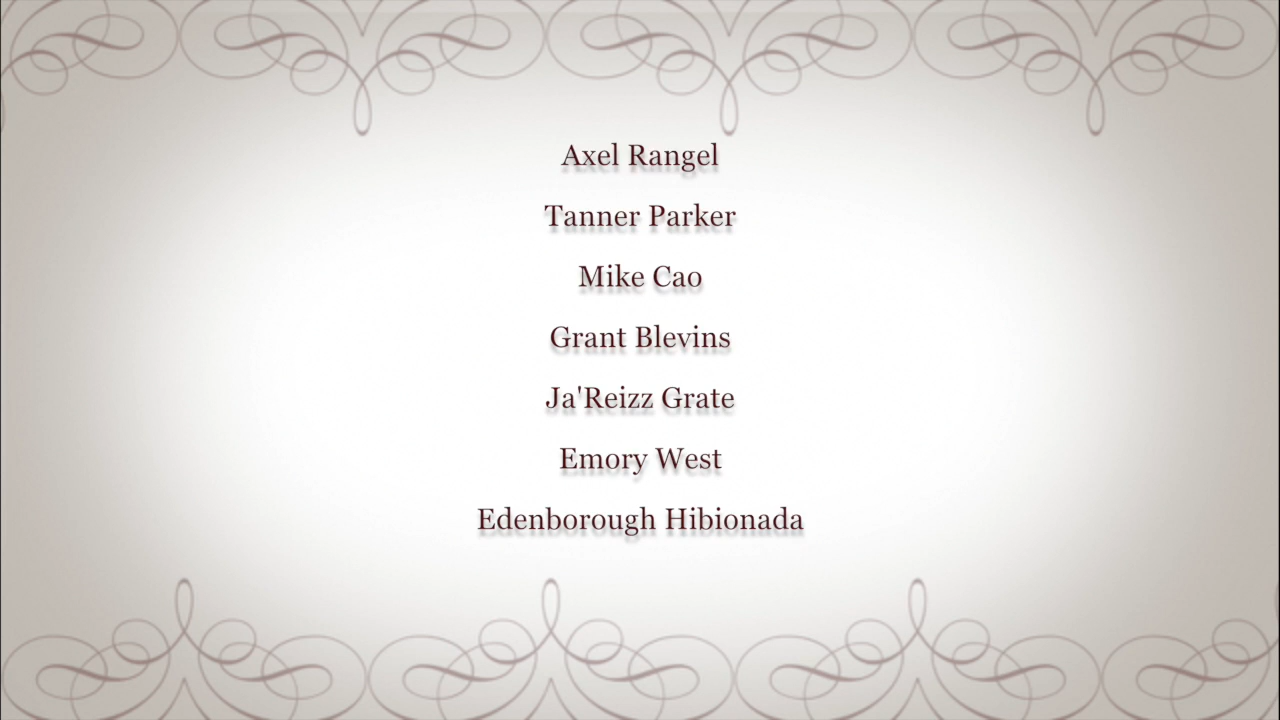 Axel Rangel
Tanner Parker
Mike Cao
Grant Blevins
Ja'Reizz Grate
Emory West
Edenborough Hibionada